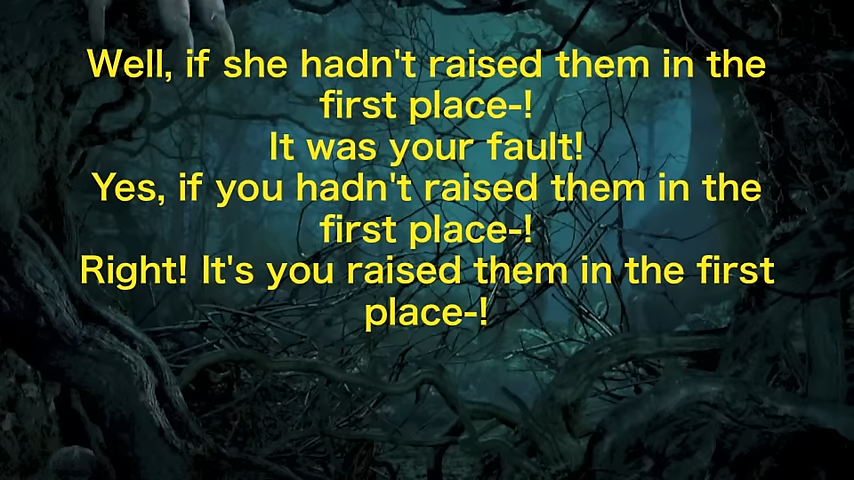 Well, if she hadn't raised them in the
first place-!
It was your fault!
Yes, if you hadn't raised them in the
first place-!
Right! It's you raised them in the first
place-!